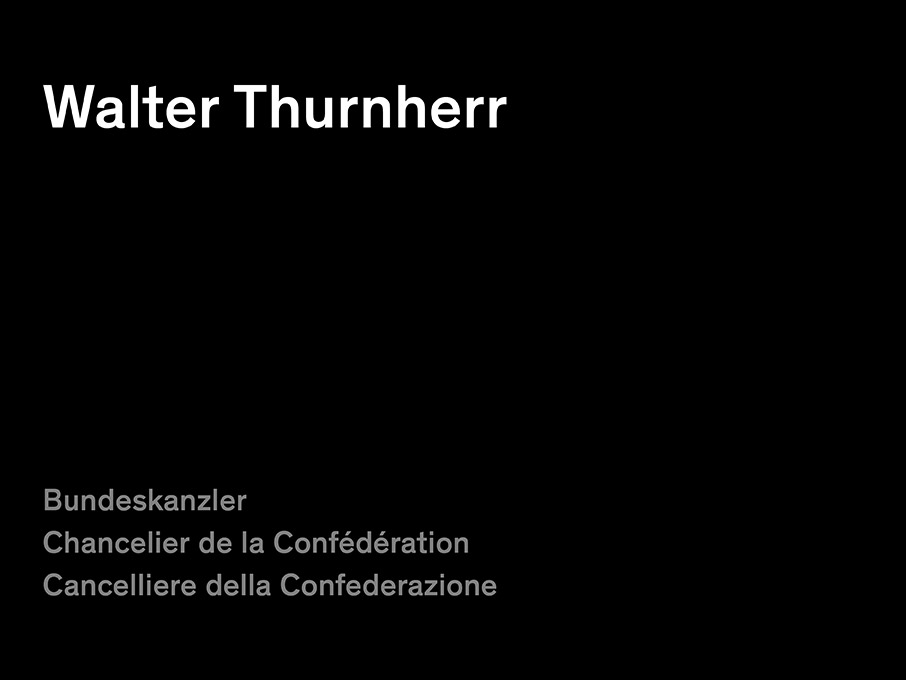 Walter Thurnherr
Bundeskanzler
Chancelier de la Confédération
Cancelliere della Confederazione